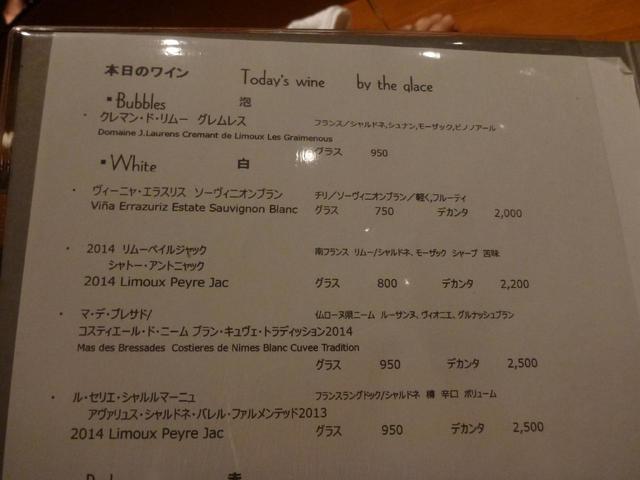 本日のワイン Today's wine by the glace
▪Bubbles 泡
・クレマン・ド・リムー グレムレス フランス/シャルドネ,シュナン,モーザック,ピノノアール
Domaine J.Laurens Cremant de Limoux Les Graimenous
グラス 950
▪White 白
・ヴィーニャ・エラスリス ソーヴィニオンブラン チリ/ソーヴィニオンブラン/軽く,フルーティ
Viña Errazuriz Estate Sauvignon Blanc グラス 750 デカンタ 2,000
・2014 リムーペイルジャック 南フランス リムー/シャルドネ、モーザック シャープ 苦味
シャトー・アントニャック
2014 Limoux Peyre Jac グラス 800 デカンタ 2,200
・マ・デ・ブレサド/ 仏ローヌ県ニーム ルーサンヌ、ヴィオニエ、グルナッシュブラン
コスティエール・ド・ニーム ブラン・キュヴェ・トラディッション2014
Mas des Bressades Costieres de Nimes Blanc Cuvee Tradition
グラス 950 デカンタ 2,500
・ル・セリエ・シャルルマーニュ フランスラングドック/シャルドネ 樽 辛口 ボリューム
アヴァリュス・シャルドネ・バレル・ファルメンテッド2013
2014 Limoux Peyre Jac グラス 950 デカンタ 2,500